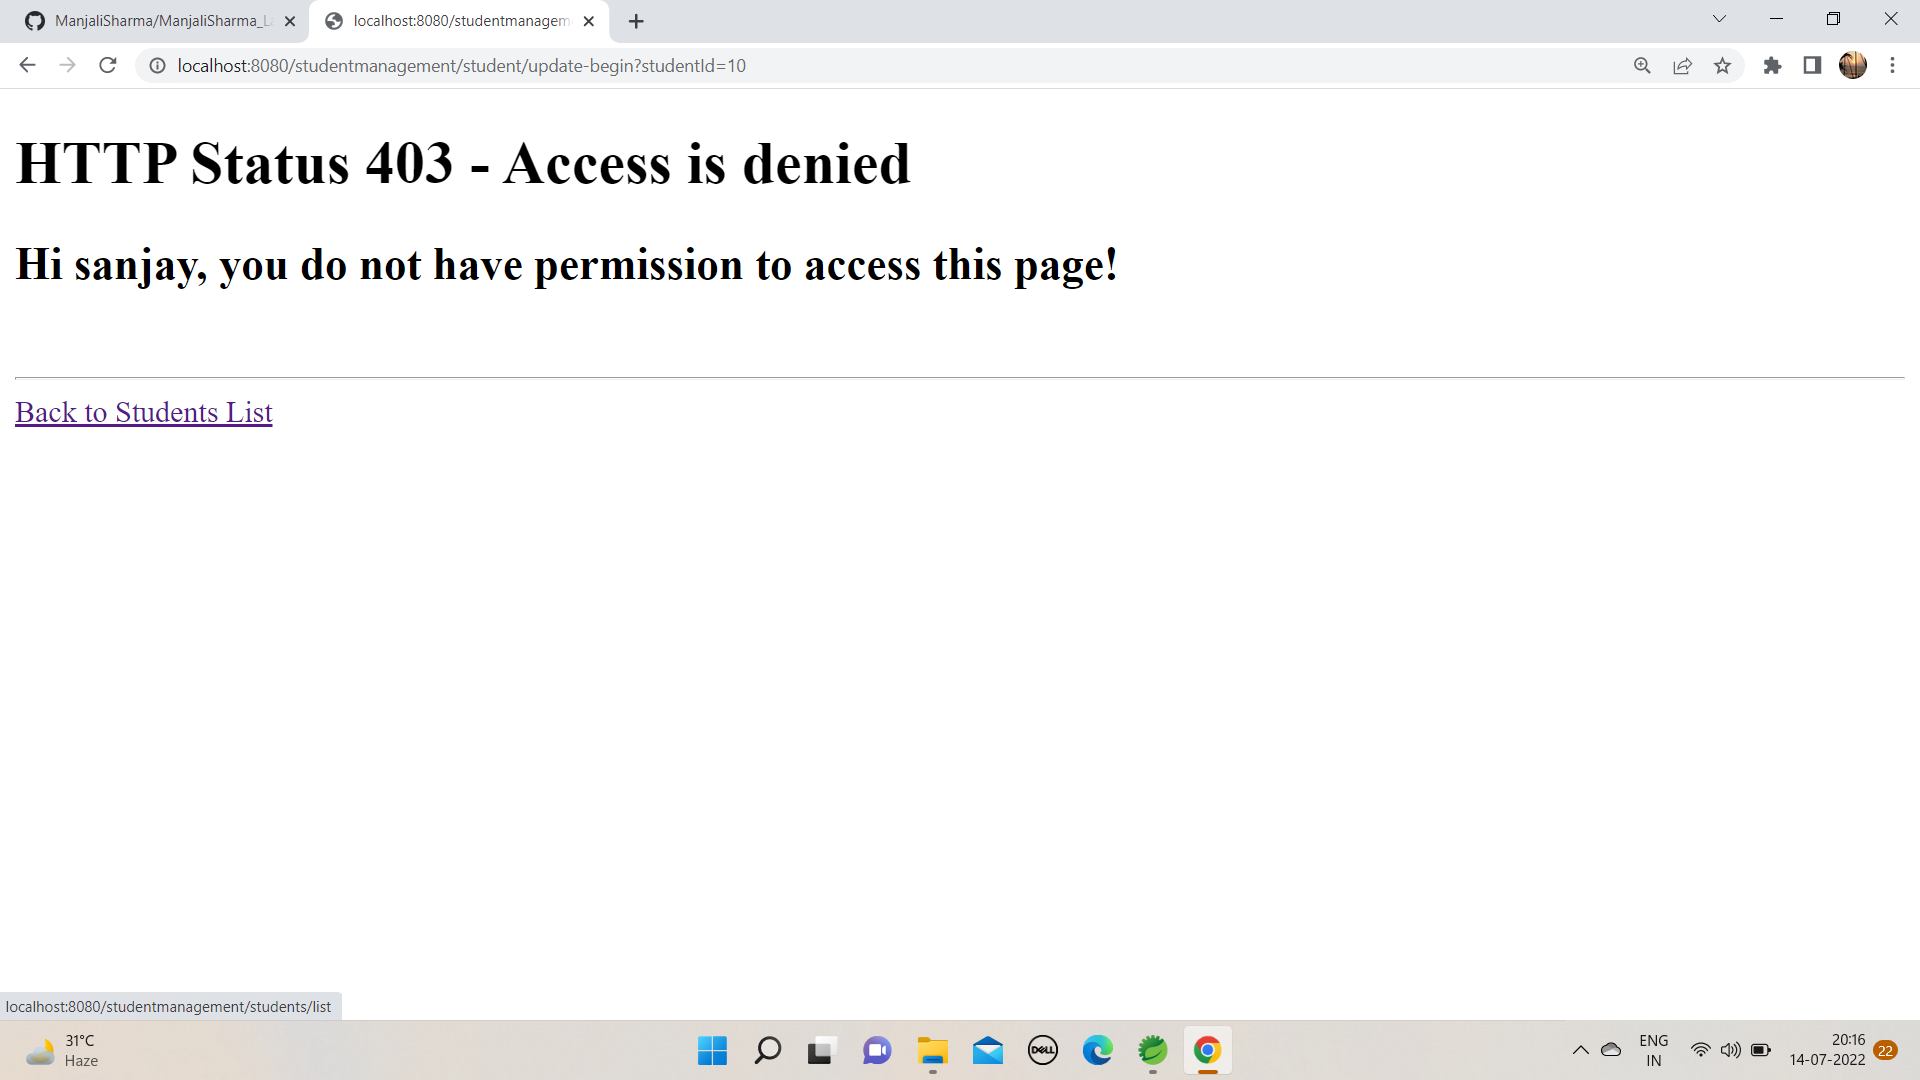 ManjaliSharma/ManjaliSharma_L
localhost:8080/studentmanagem
localhost:8080/studentmanagement/student/update-begin?studentId=10
HTTP Status 403 - Access is denied
Hi sanjay, you do not have permission to access this page!
Back to Students List
localhost:8080/studentmanagement/students/list
31°C
Haze
DELL
ENG
IN
20:16
14-07-2022
22